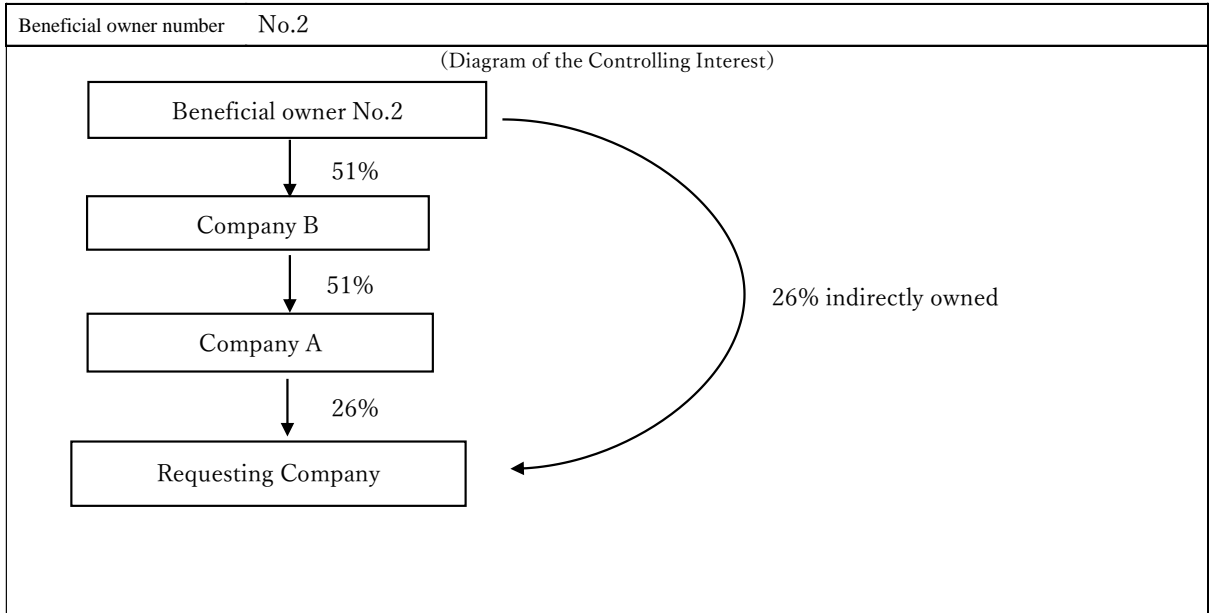 Beneficial owner number No.2
(Diagram of the Controlling Interest)
Beneficial owner No.2
51%
Company B
51%
26% indirectly owned
Company A
26%
Requesting Company